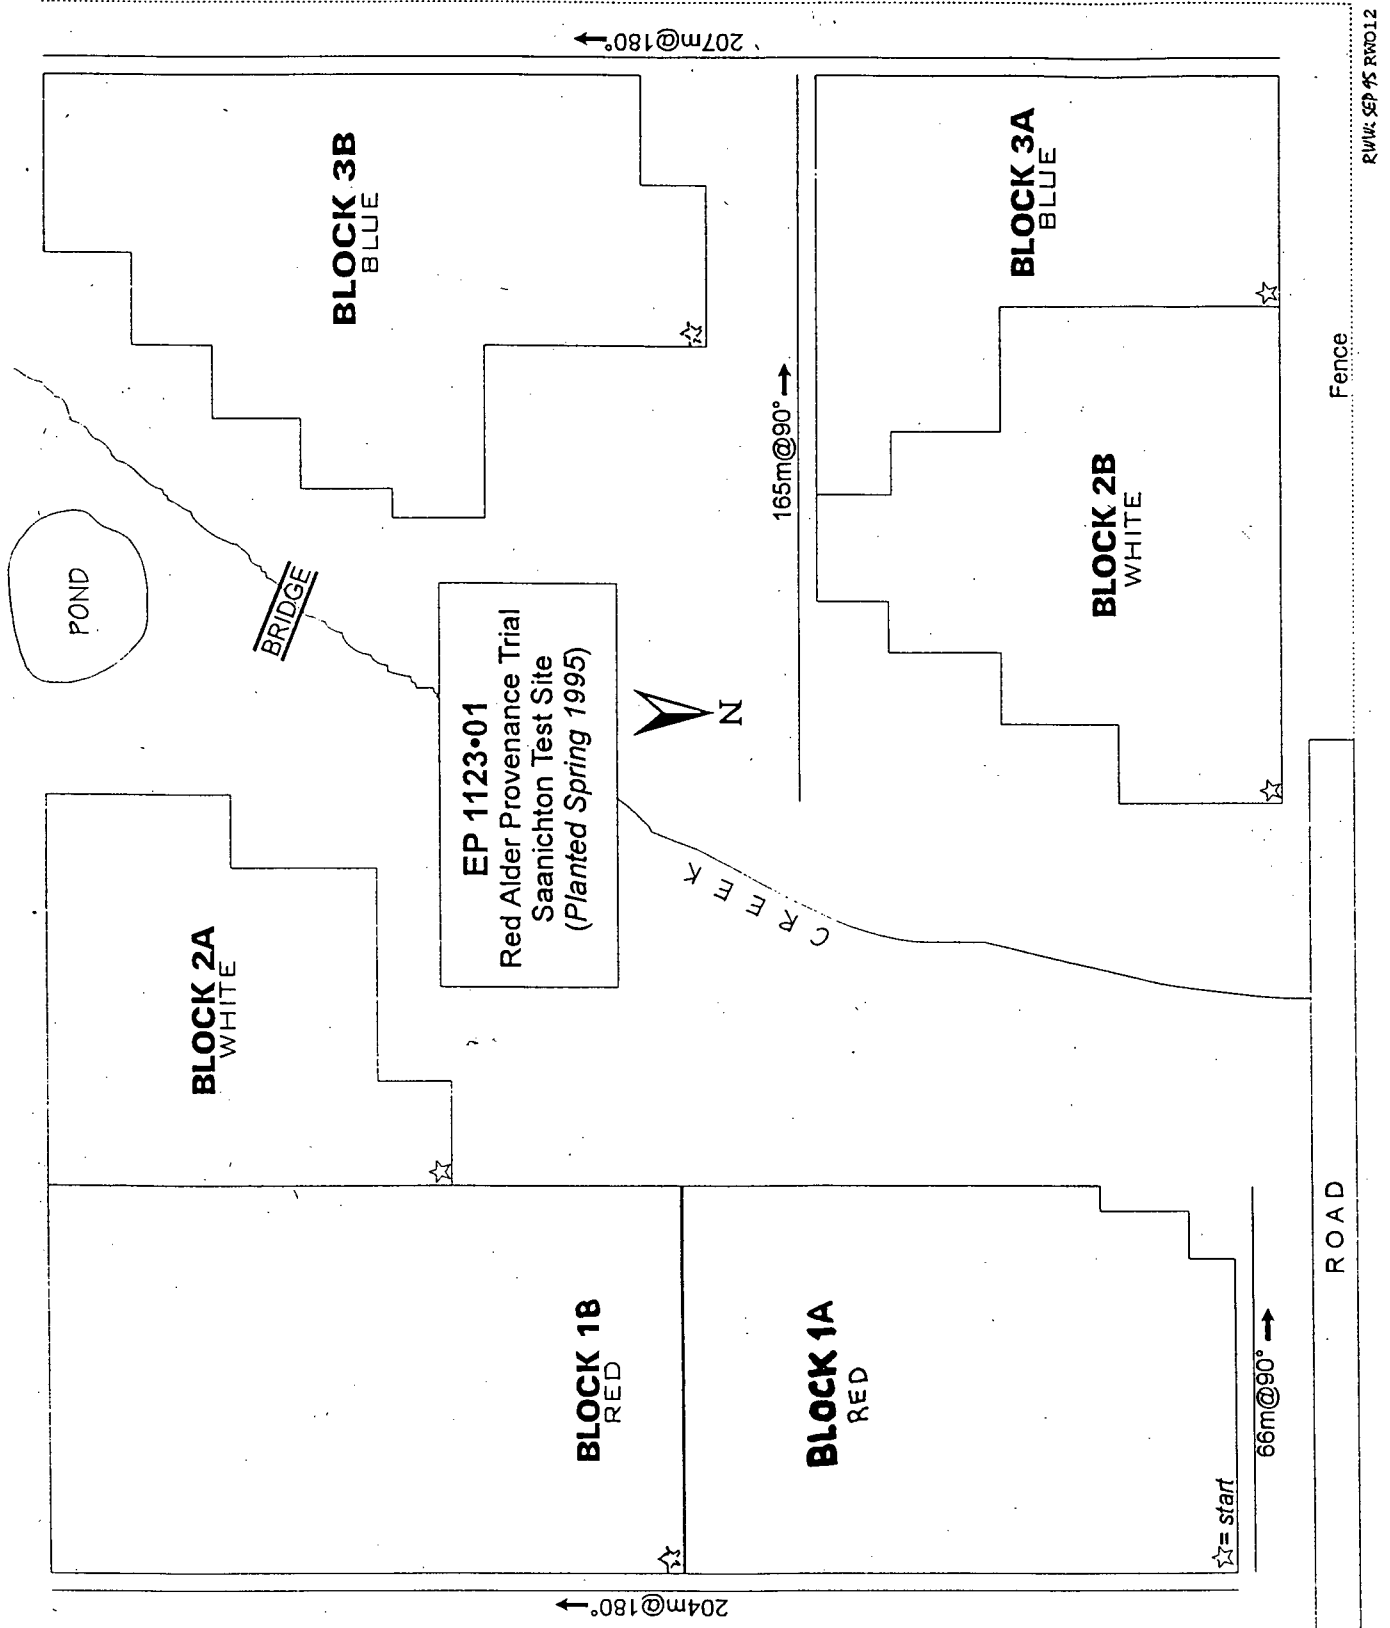 207m@180°
BLOCK 3B
BLUE
BLOCK 3A
BLUE
165m@90°
POND
BRIDGE
BLOCK 2B
WHITE
Fence
EP 1123•01
Red Alder Provenance Trial
Saanichton Test Site
(Planted Spring 1995)
N
CREEK
BLOCK 2A
WHITE
BLOCK 1B
RED
BLOCK 1A
RED
= start
66m@90°
ROAD
204m@180°
RWW: SEP 95 RW012